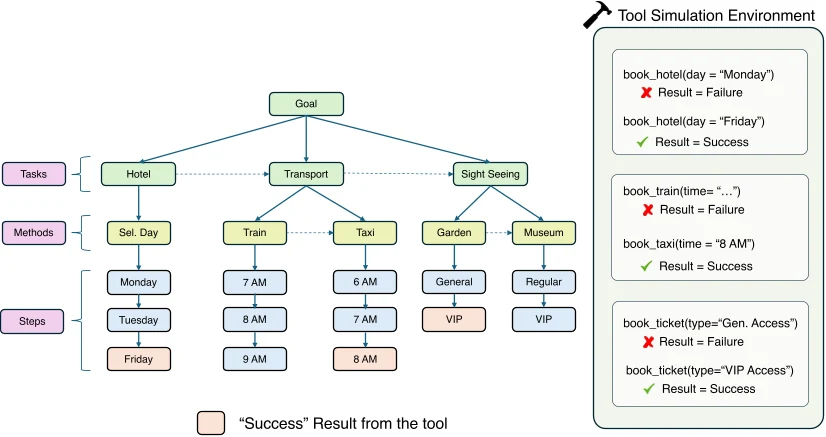 Tool Simulation Environment
Goal
Tasks
Hotel
Transport
Sight Seeing
Methods
Sel. Day
Train
Taxi
Garden
Museum
Steps
Monday
7 AM
6 AM
General
Regular
Tuesday
8 AM
7 AM
VIP
VIP
Friday
9 AM
8 AM
"Success" Result from the tool
book_hotel(day = "Monday")
Result = Failure
book_hotel(day = "Friday")
Result = Success
book_train(time= "...")
Result = Failure
book_taxi(time = "8 AM")
Result = Success
book_ticket(type="Gen. Access")
Result = Failure
book_ticket(type="VIP Access")
Result = Success